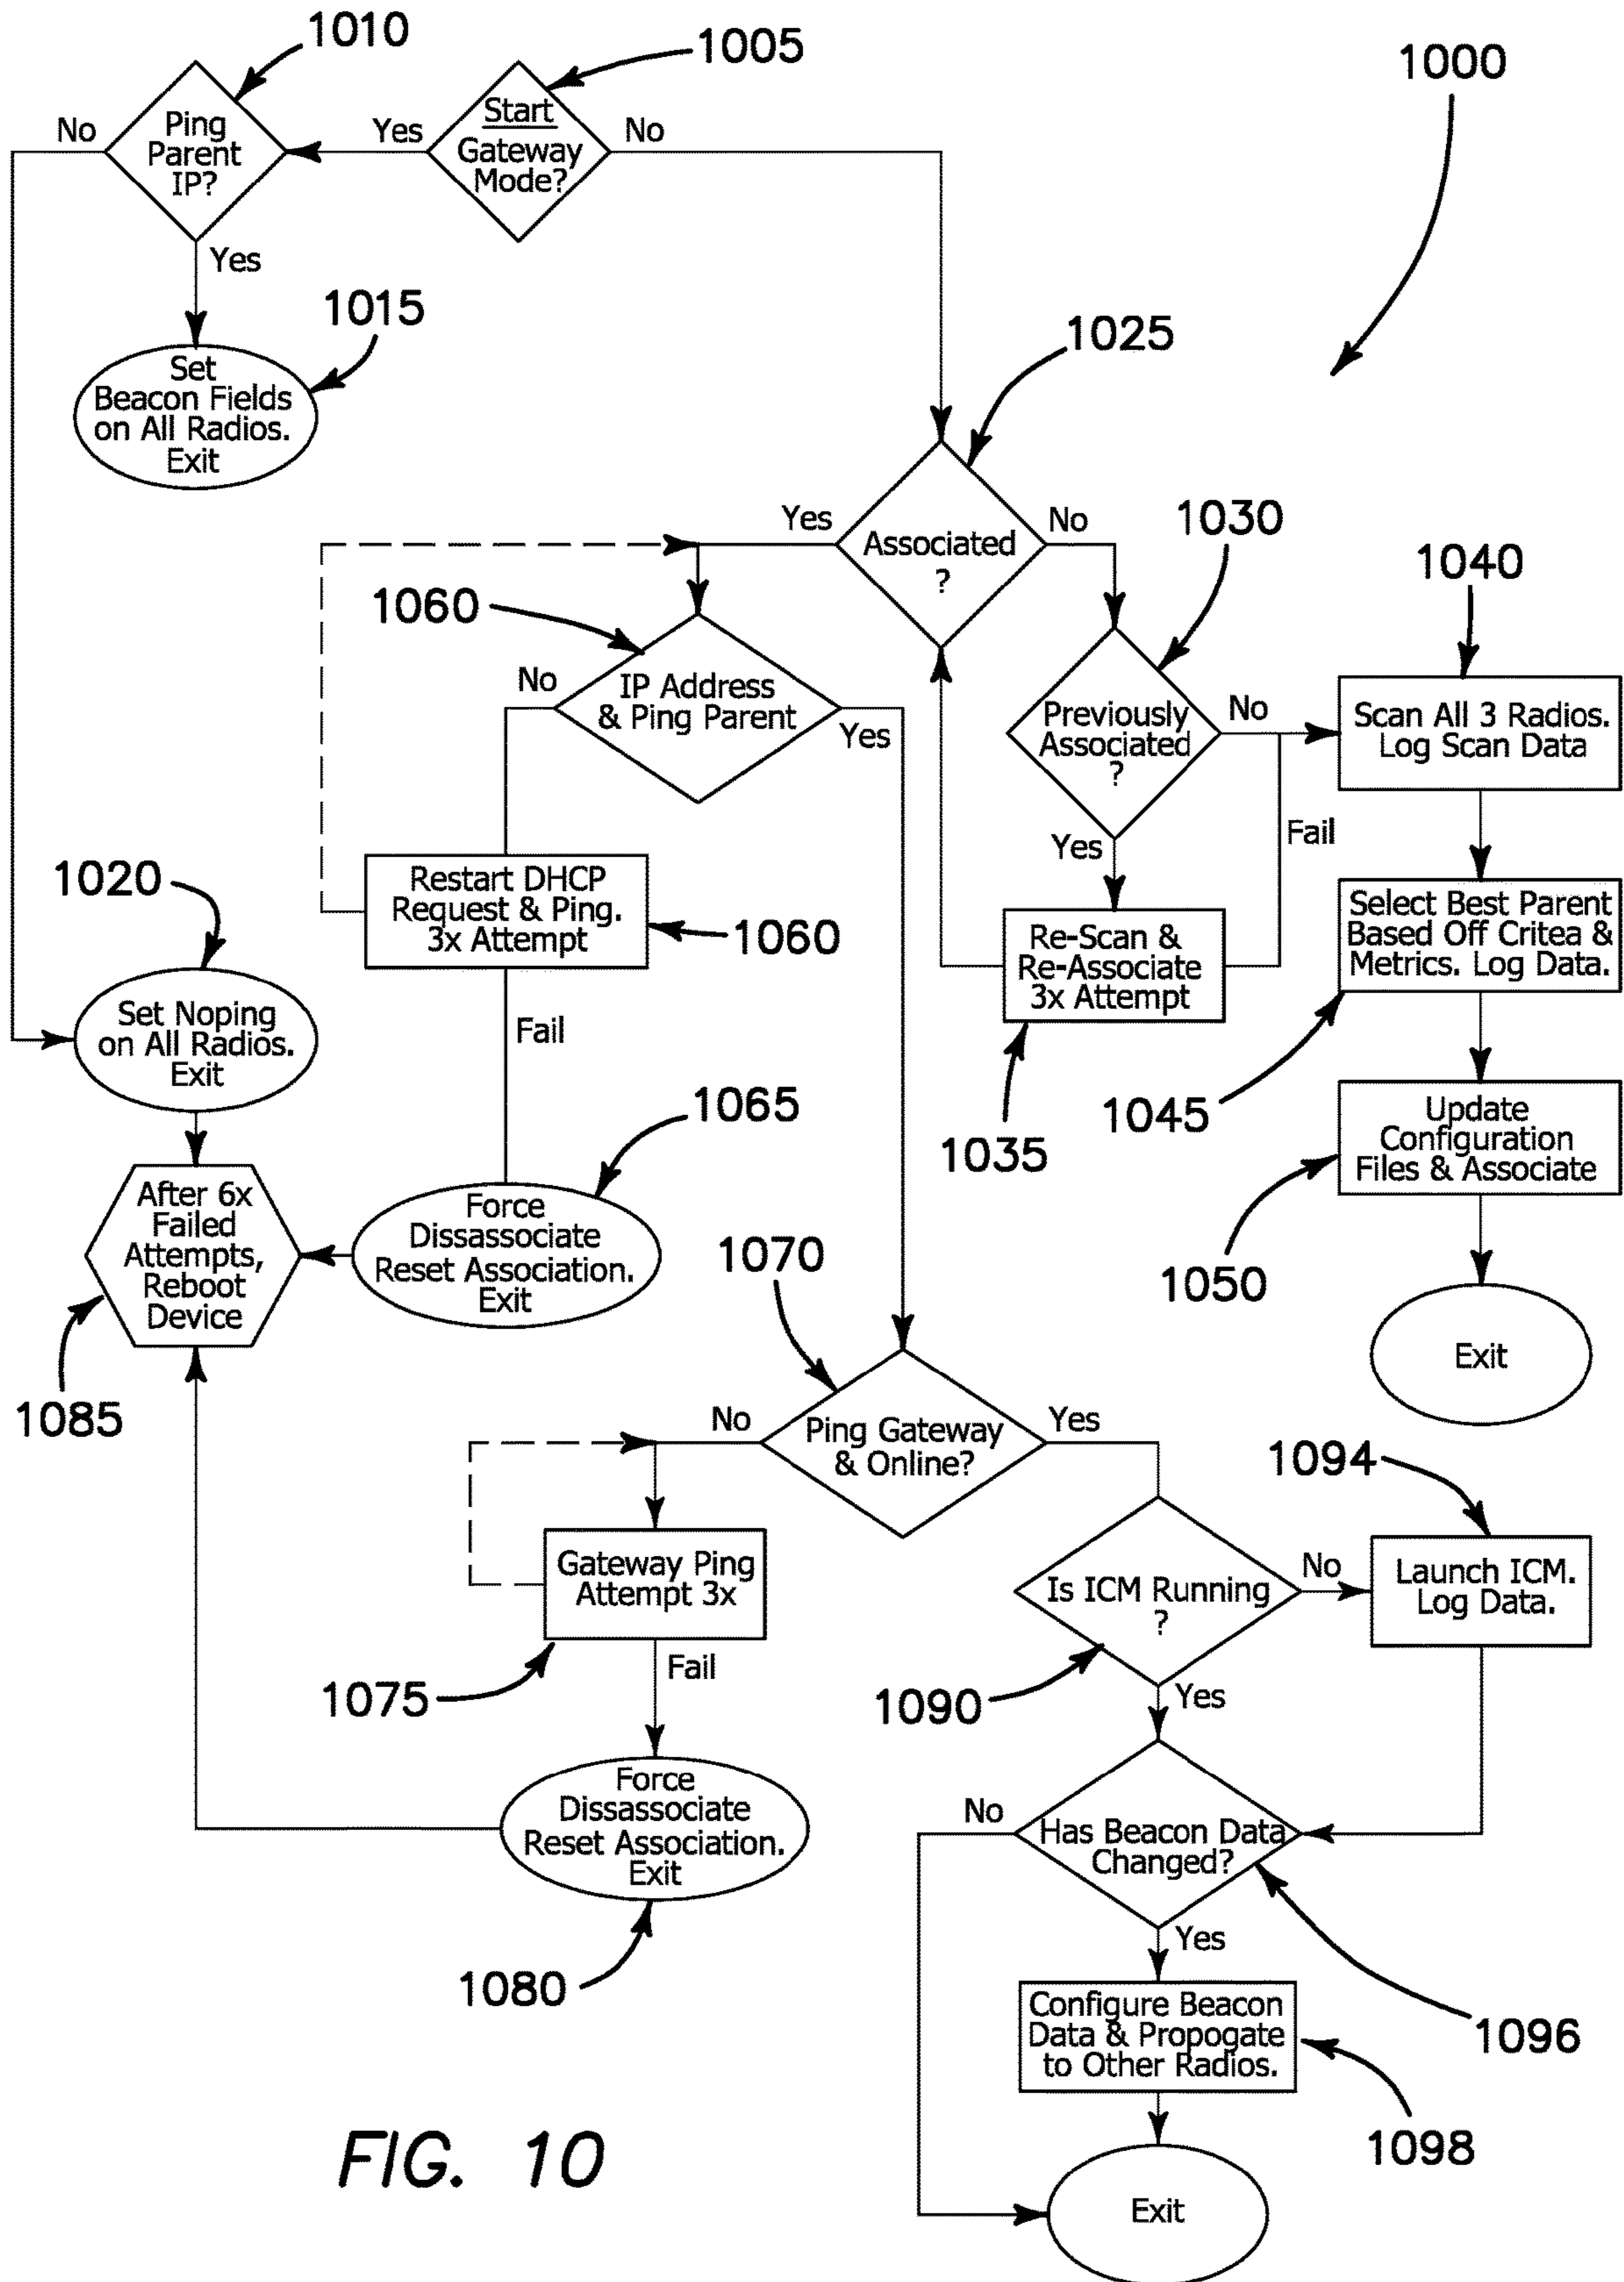 1010
1005
1000
No
Ping
Parent
IP?
Yes
Start
Gateway
Mode?
No
Yes
1015
Set
Beacon Fields
on All Radios.
Exit
1025
Yes
Associated
?
No
1030
1040
1060
No
IP Address
& Ping Parent
Yes
Previously
Associated
?
No
Scan All 3 Radios.
Log Scan Data
Yes
Fail
1020
Restart DHCP
Request & Ping.
3x Attempt
1060
Re-Scan &
Re-Associate
3x Attempt
Select Best Parent
Based Off Critea &
Metrics. Log Data.
Set Noping
on All Radios.
Exit
Fail
1035
1045
Update
Configuration
Files & Associate
1065
After 6x
Failed
Attempts,
Reboot
Device
Force
Dissassociate
Reset Association.
Exit
1070
1050
Exit
1085
No
Ping Gateway
& Online?
Yes
1094
Gateway Ping
Attempt 3x
Is ICM Running
?
No
Launch ICM.
Log Data.
1075
Fail
1090
Yes
Force
Dissassociate
Reset Association.
Exit
No
Has Beacon Data
Changed?
Yes
1080
Configure Beacon
Data & Propogate
to Other Radios.
1096
1098
FIG. 10
Exit